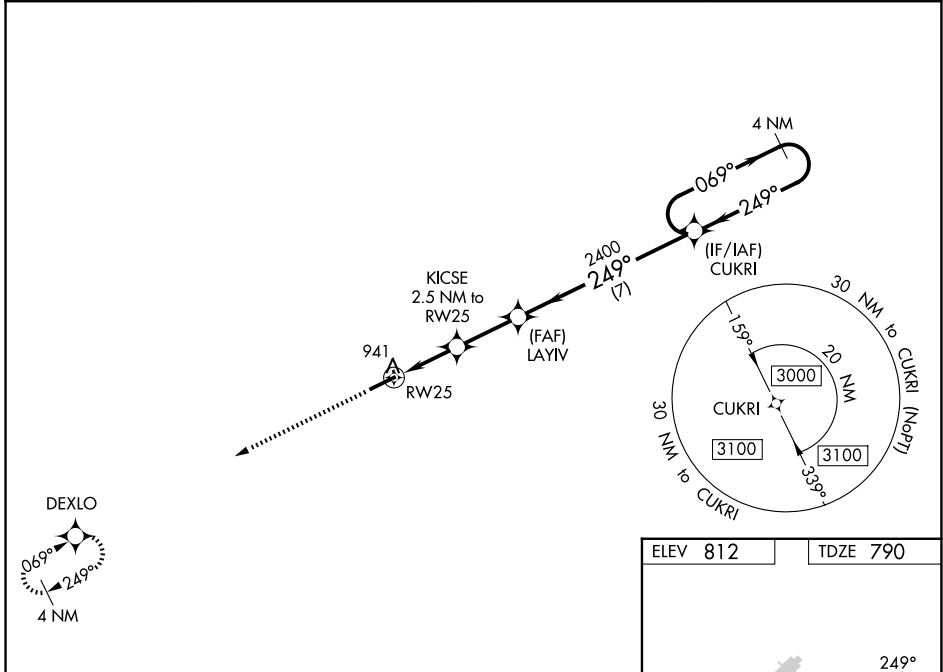 4 NM
069°
249°
(IF/IAF)
CUKRI
2400
249°
(7)
KICSE
2.5 NM to
RW25
(FAF)
LAYIV
941
RW25
30 NM to CUKRI (NoPT)
159°
20 NM
3000
CUKRI
3100
3100
339°
30 NM to CUKRI
DEXLO
069°
249°
4 NM
ELEV 812
TDZE 790
249°